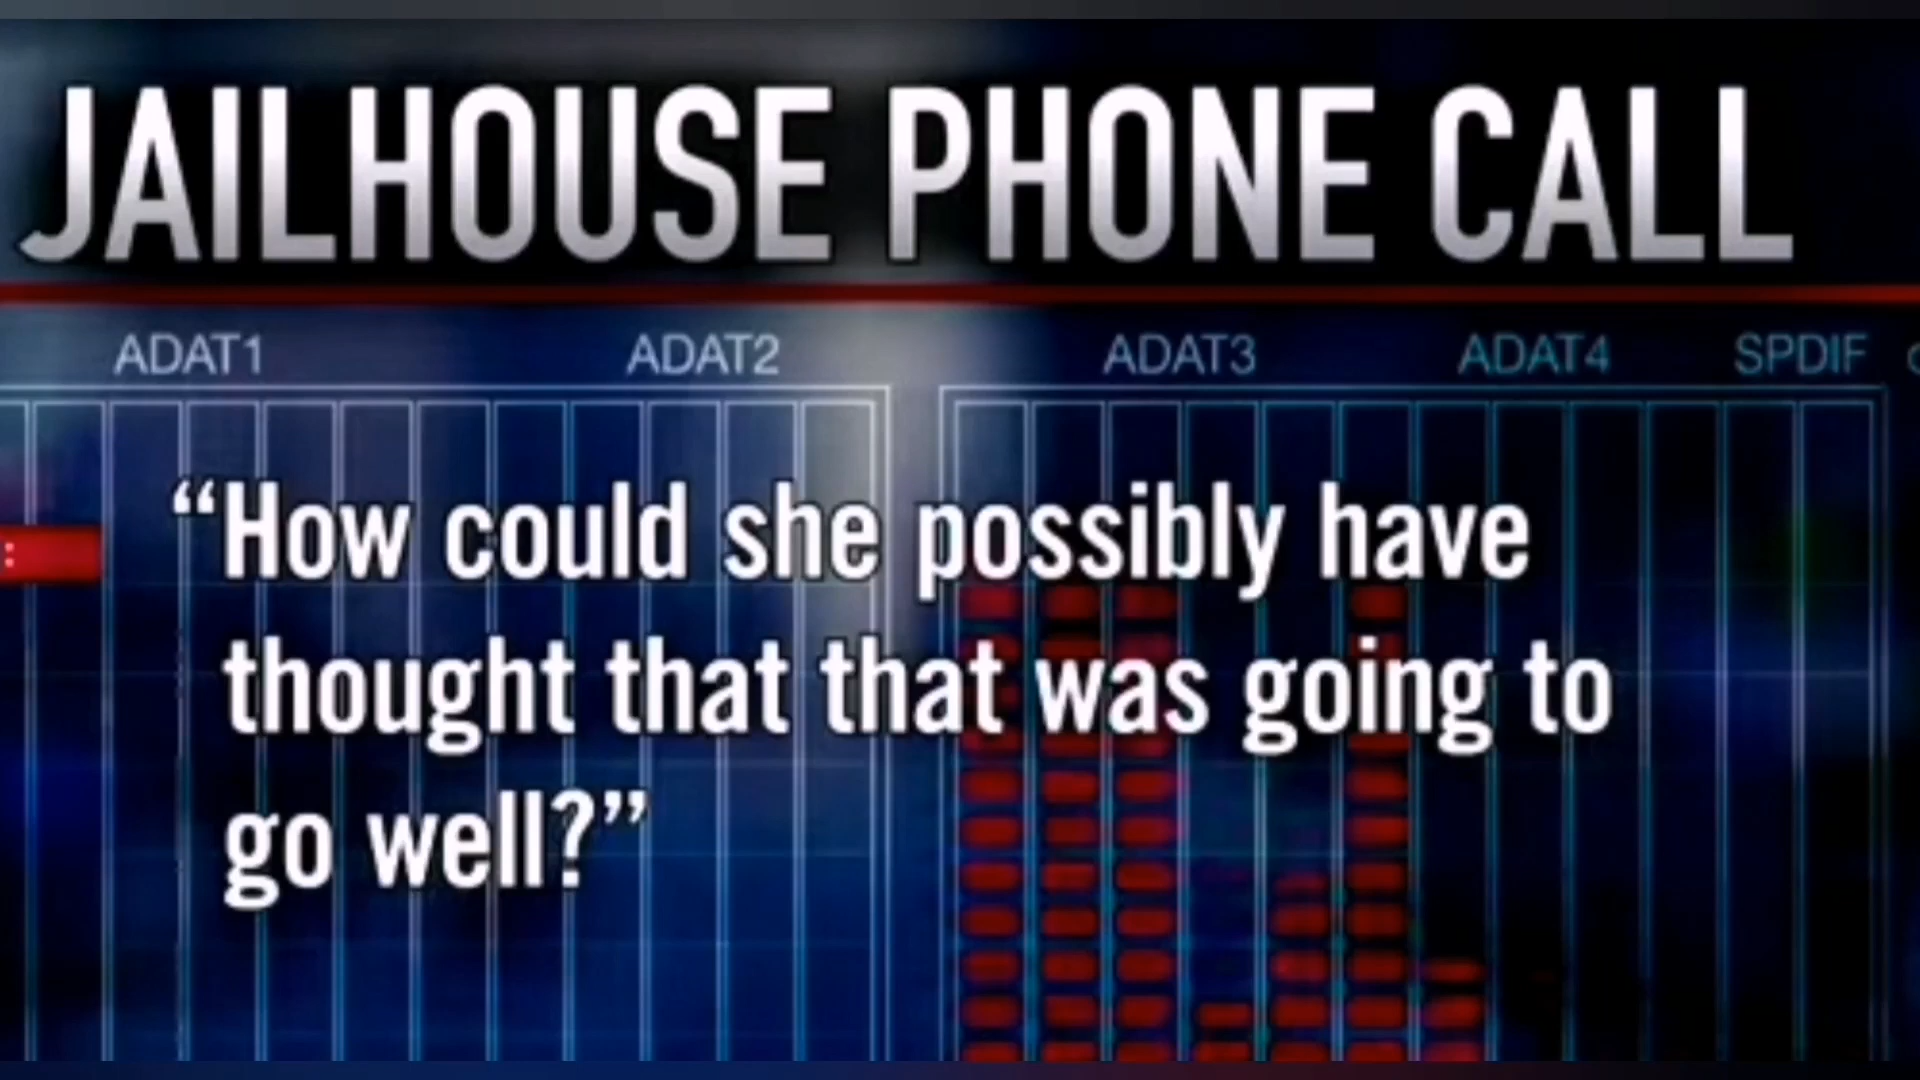 JAILHOUSE PHONE CALL
ADAT1 ADAT2 ADAT3 ADAT4 SPDIF
“How could she possibly have
thought that that was going to
go well?”